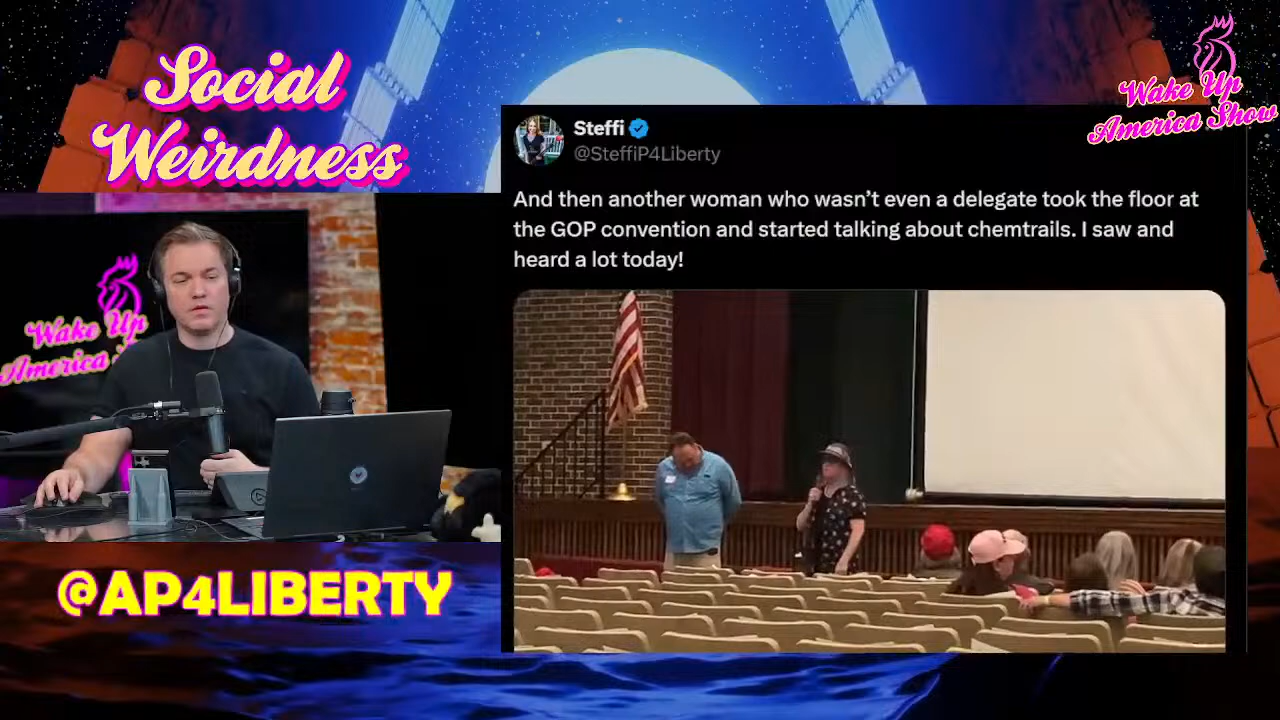 Social
Weirdness
Wake Up
America Show
Steffi
@SteffiP4Liberty
And then another woman who wasn't even a delegate took the floor at
the GOP convention and started talking about chemtrails. I saw and
heard a lot today!
Wake Up
America
@AP4LIBERTY